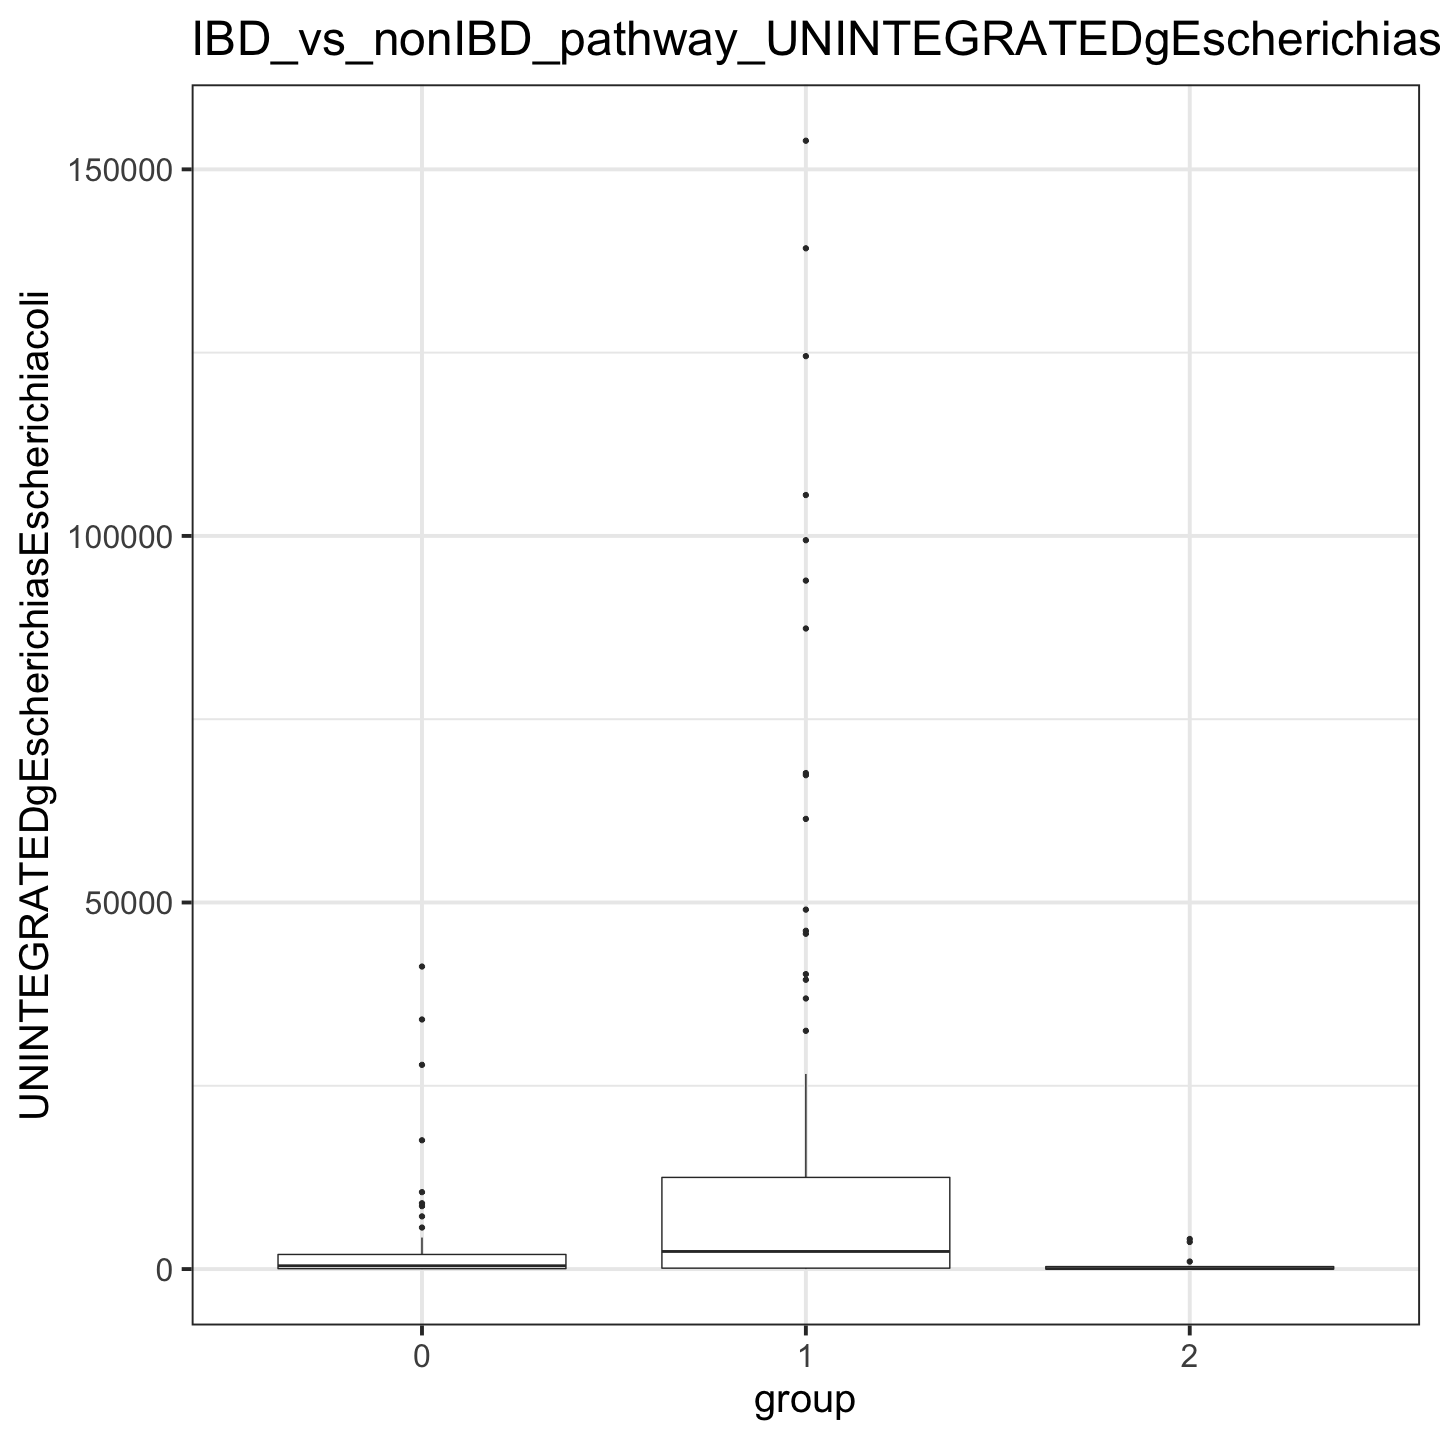 IBD_vs_nonIBD_pathway_UNINTEGRATEDgEscherichias
UNINTEGRATEDgEscherichiasEscherichiacoli
150000
100000
50000
0
0
1
2
group